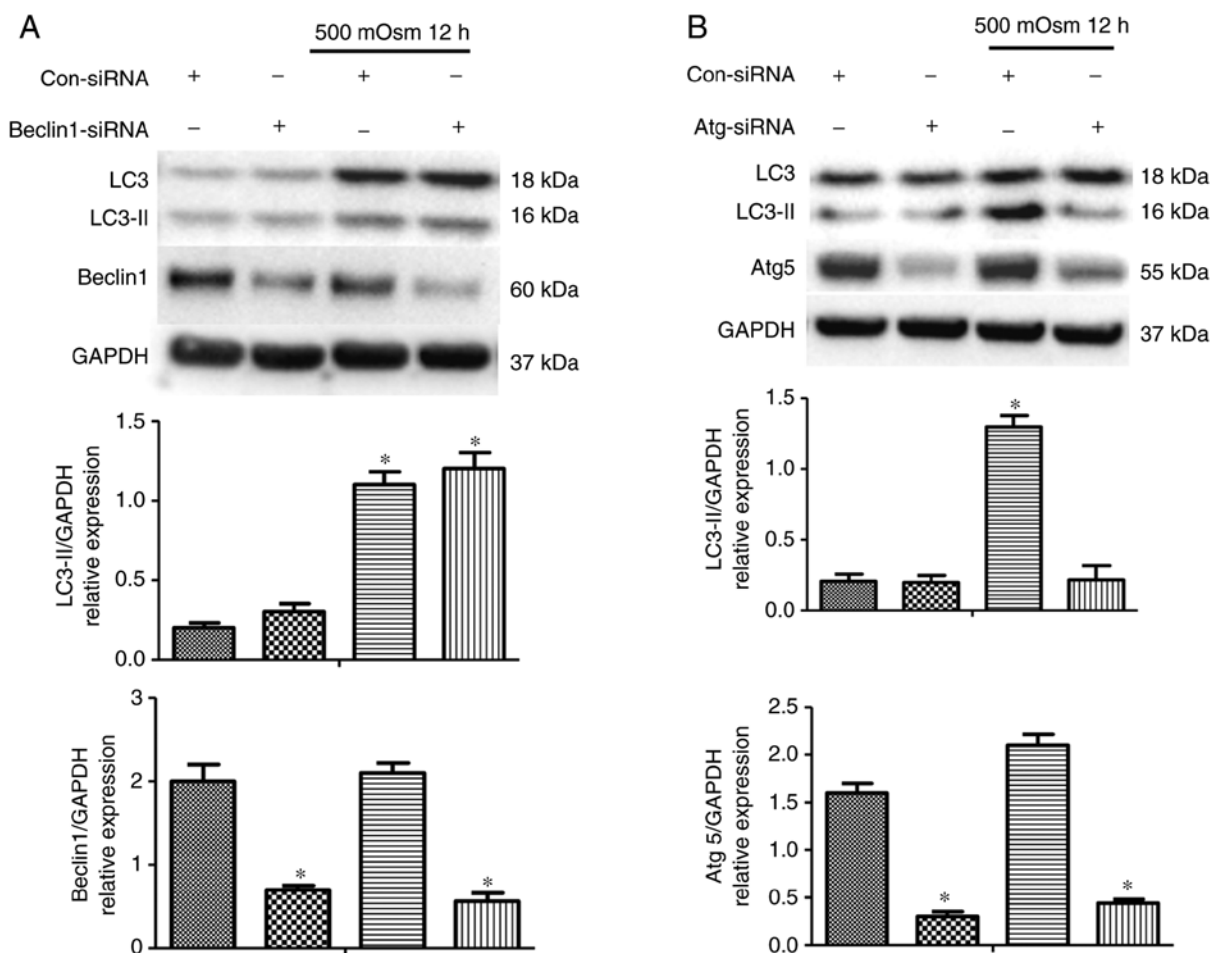 A
500 mOsm 12 h
Con-siRNA + – + –
Beclin1-siRNA – + – +
LC3 18 kDa
LC3-II 16 kDa
Beclin1 60 kDa
GAPDH 37 kDa
LC3-II/GAPDH
relative expression
1.5
1.0
0.5
0.0
* *
Beclin1/GAPDH
relative expression
3
2
1
0
* *
B
500 mOsm 12 h
Con-siRNA + – + –
Atg-siRNA – + – +
LC3 18 kDa
LC3-II 16 kDa
Atg5 55 kDa
GAPDH 37 kDa
LC3-II/GAPDH
relative expression
1.5
1.0
0.5
0.0
*
Atg 5/GAPDH
relative expression
2.5
2.0
1.5
1.0
0.5
0.0
* *